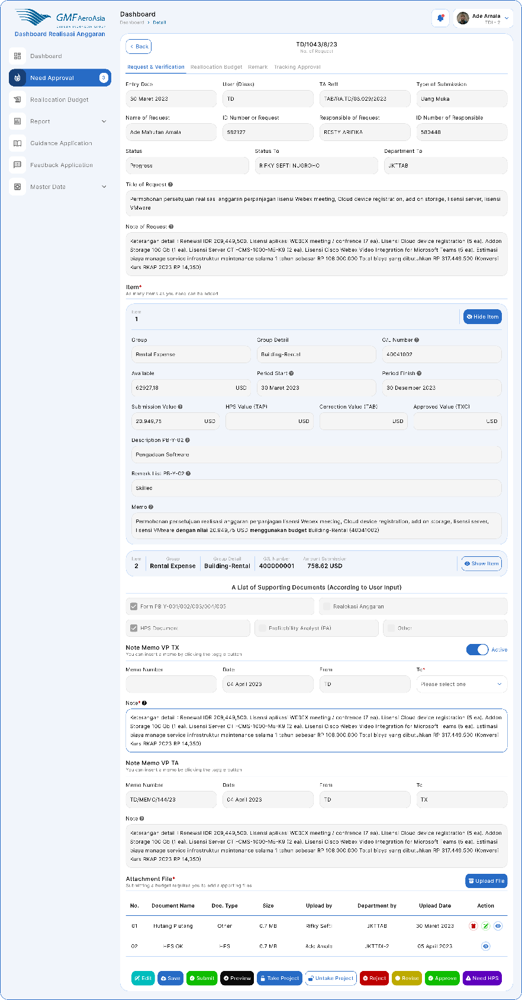 GMF AeroAsia
GARUDA INDONESIA GROUP
Dashboard Realisasi Anggaran
Dashboard
Need Approval
3
Reallocation Budget
Report
Guidance Application
Feedback Application
Master Data
Dashboard
Dashboard > Detail
Ade Amala
TDI - 2
Back
TD/1043/8/23
No. of Request
Request & Verification Reallocation Budget Remark Tracking Approval
Entry Date User (Dinas) TA Reff Type of Submission
30 Maret 2023 TD TAB/RA.TD/08.029/2023 Uang Muka
Name of Request ID Number or Request Responsible of Request ID Number of Responsible
Ade Ma'rufan Amala 582127 RESTY ARIFIKA 580448
Status Status To Department To
Progress RIFKY SEFTI NUGROHO JKTTAB
Title of Request
Permohonan persetujuan realisasi anggaran perpanjagan lisensi Webex meeting, Cloud device registration, add on storage, lisensi server, lisensi
VMware
Note of Request
Keterangan detail : Renewal IDR 209,449,500. Lisensi aplikasi WEBEX meeting / confrence (7 ea). Lisensi Cloud device registration (5 ea). Addon
Storage 100 Gb (1 ea). Lisensi Server CTI-CMS-1000-M5-K9 (2 ea). Lisensi Cisco Webex Video Integration for Microsoft Teams (5 ea). Estimasi
biaya manage service infrastruktur maintenance selama 1 tahun sebesar RP 108.000.000 Total biaya yang dibutuhkan RP 317.449.500 (Konversi
Kurs RKAP 2023 RP 14,350)
Item*
As many items as you need can be added
Item
1
Hide Item
Group Group Detail G/L Number
Rental Expense Building-Rental 40041002
Available Period Start Period Finish
62927,18 USD 30 Maret 2023 30 Desember 2023
Submission Value HPS Value (TAP) Correction Value (TAB) Approved Value (TXC)
20.949,75 USD USD USD USD
Description PB-Y-02
Pengadaan Software
Remark List PB-Y-02
Skilled
Memo
Permohonan persetujuan realisasi anggaran perpanjagan lisensi Webex meeting, Cloud device registration, add on storage, lisensi server,
lisensi VMware dengan nilai 20.949,75 USD menggunakan budget Building-Rental (40041002)
Item Group Group Detail G/L Number Amount Submission
2 Rental Expense Building-Rental 400000001 758.62 USD
Show Item
A List of Supporting Documents (According to User Input)
Form PB Y-001/002/003/004/005 Realokasi Anggaran
HPS Document Profitability Analyst (PA) Other
Note Memo VP TX
You can insert a memo by clicking the toggle button
Active
Memo Number Date From To*
04 April 2023 TD Please select one
Note*
Keterangan detail : Renewal IDR 209,449,500. Lisensi aplikasi WEBEX meeting / confrence (7 ea). Lisensi Cloud device registration (5 ea). Addon
Storage 100 Gb (1 ea). Lisensi Server CTI-CMS-1000-M5-K9 (2 ea). Lisensi Cisco Webex Video Integration for Microsoft Teams (5 ea). Estimasi
biaya manage service infrastruktur maintenance selama 1 tahun sebesar RP 108.000.000 Total biaya yang dibutuhkan RP 317.449.500 (Konversi
Kurs RKAP 2023 RP 14,350)
Note Memo VP TA
You can insert a memo by clicking the toggle button
Memo Number Date From To
TD/MEMO/144/23 04 April 2023 TD TX
Note
Keterangan detail : Renewal IDR 209,449,500. Lisensi aplikasi WEBEX meeting / confrence (7 ea). Lisensi Cloud device registration (5 ea). Addon
Storage 100 Gb (1 ea). Lisensi Server CTI-CMS-1000-M5-K9 (2 ea). Lisensi Cisco Webex Video Integration for Microsoft Teams (5 ea). Estimasi
biaya manage service infrastruktur maintenance selama 1 tahun sebesar RP 108.000.000 Total biaya yang dibutuhkan RP 317.449.500 (Konversi
Kurs RKAP 2023 RP 14,350)
Attachment File*
Submitting a budget requires you to add supporting files
Upload File
No. Document Name Doc. Type Size Upload by Department by Upload Date Action
01 Hutang Piutang Other 0.7 MB Rifky Sefti JKTTAB 30 Maret 2023
02 HPS OK HPS 0.7 MB Ade Amala JKTTDI-2 05 April 2023
Edit Save Submit Preview Take Project Untake Project Reject Revise Approve Need HPS